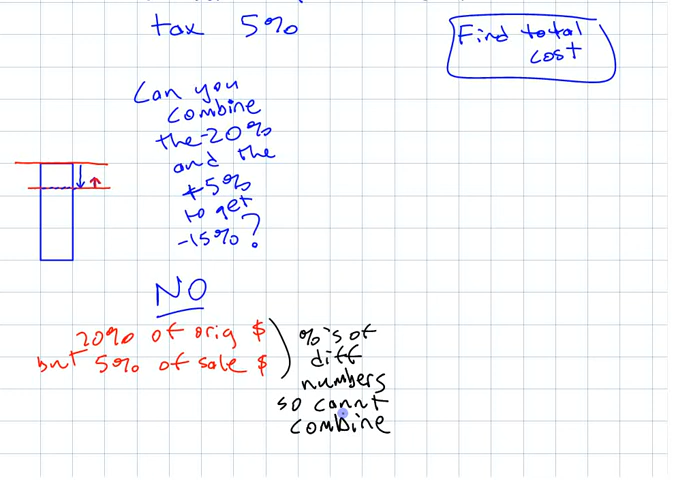 tax 5%
Find total
cost
Can you
combine
the -20%
and the
+5%
to get
-15%?
NO
20% of orig $
but 5% of sale $
%'s of
diff
numbers
so cannt
combine